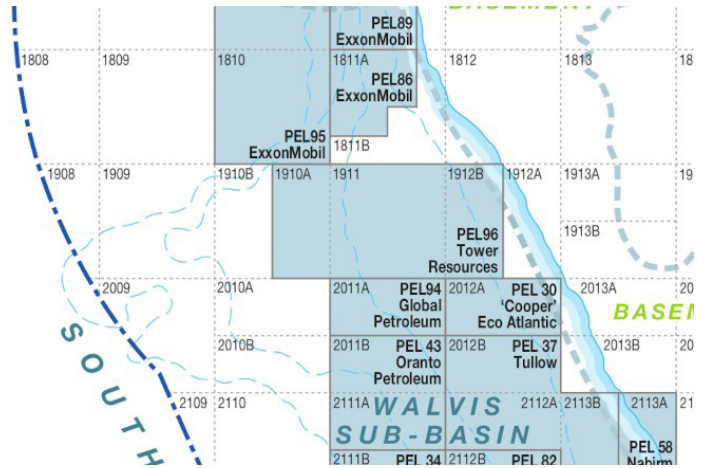 BASEMENT
PEL89
ExxonMobil
1808
1809
1810
1811A
1812
1813
18
PEL86
ExxonMobil
PEL95
ExxonMobil
1811B
1908
1909
1910B
1910A
1911
1912B
1912A
1913A
19
1913B
PEL96
Tower
Resources
2009
2010A
2011A
PEL94
Global
Petroleum
2012A
PEL 30
'Cooper'
Eco Atlantic
2013A
20
BASEM
2010B
2011B
PEL 43
Oranto
Petroleum
2012B
PEL 37
Tullow
2013B
20
SOUTH
2109
2110
2111A
WALVIS
SUB-BASIN
2112A
2113B
2113A
21
2111B
PEL 34
2112B
PEL 82
PEL 58
Nabirm